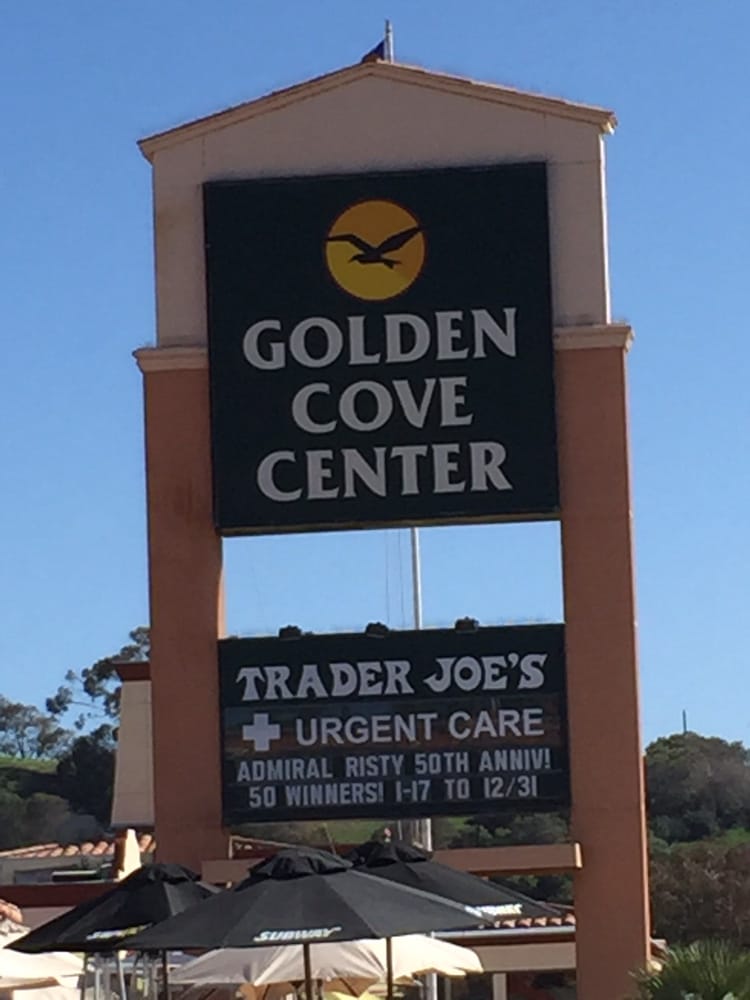 GOLDEN
COVE
CENTER
TRADER JOE'S
URGENT CARE
ADMIRAL RISTY 50TH ANNIV!
50 WINNERS! 1-17 TO 12/31
SUBWAY
SUBWAY